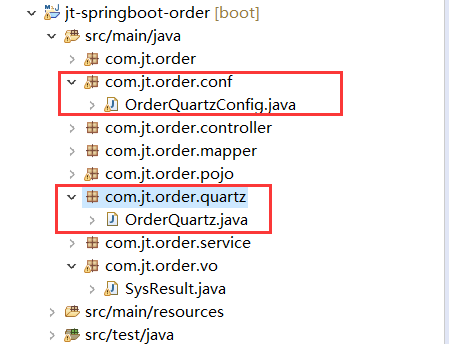 jt-springboot-order [boot]
src/main/java
com.jt.order
com.jt.order.conf
OrderQuartzConfig.java
com.jt.order.controller
com.jt.order.mapper
com.jt.order.pojo
com.jt.order.quartz
OrderQuartz.java
com.jt.order.service
com.jt.order.vo
SysResult.java
src/main/resources
src/test/java